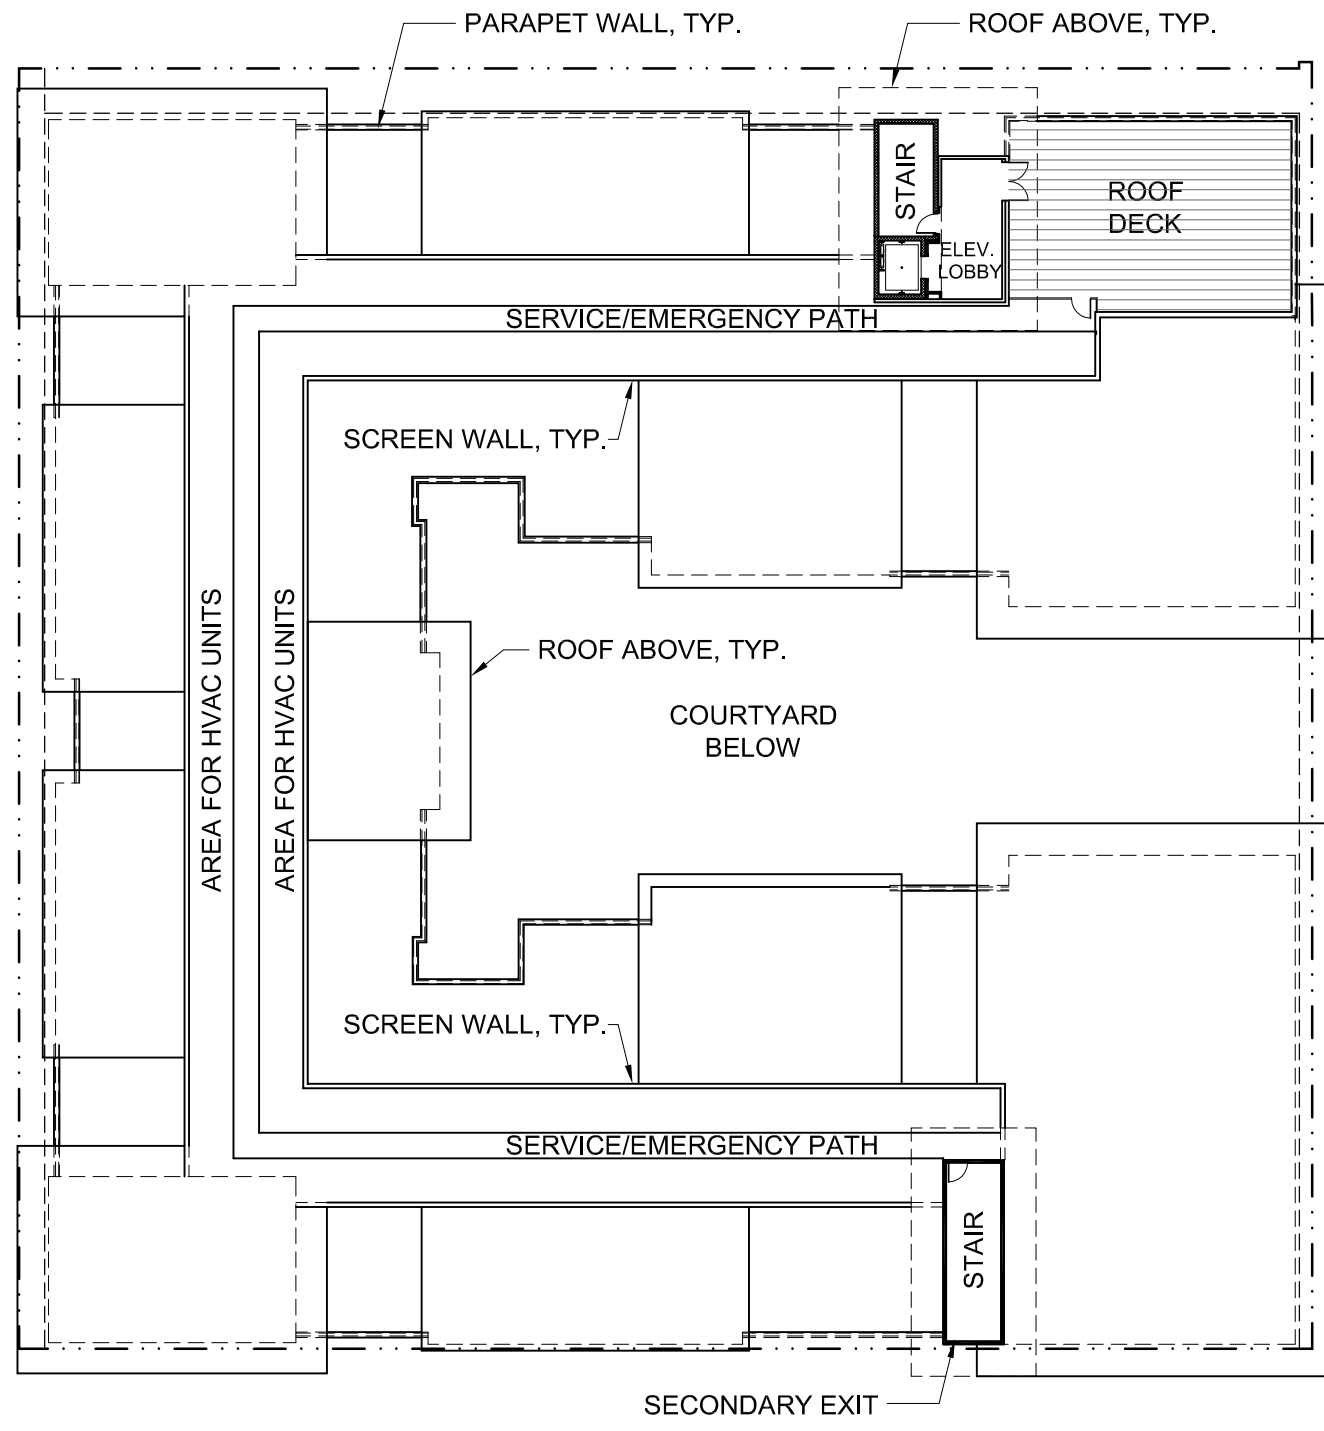 PARAPET WALL, TYP.
ROOF ABOVE, TYP.
STAIR
ROOF
DECK
ELEV.
LOBBY
SERVICE/EMERGENCY PATH
SCREEN WALL, TYP.
AREA FOR HVAC UNITS
AREA FOR HVAC UNITS
ROOF ABOVE, TYP.
COURTYARD
BELOW
SCREEN WALL, TYP.
SERVICE/EMERGENCY PATH
STAIR
SECONDARY EXIT